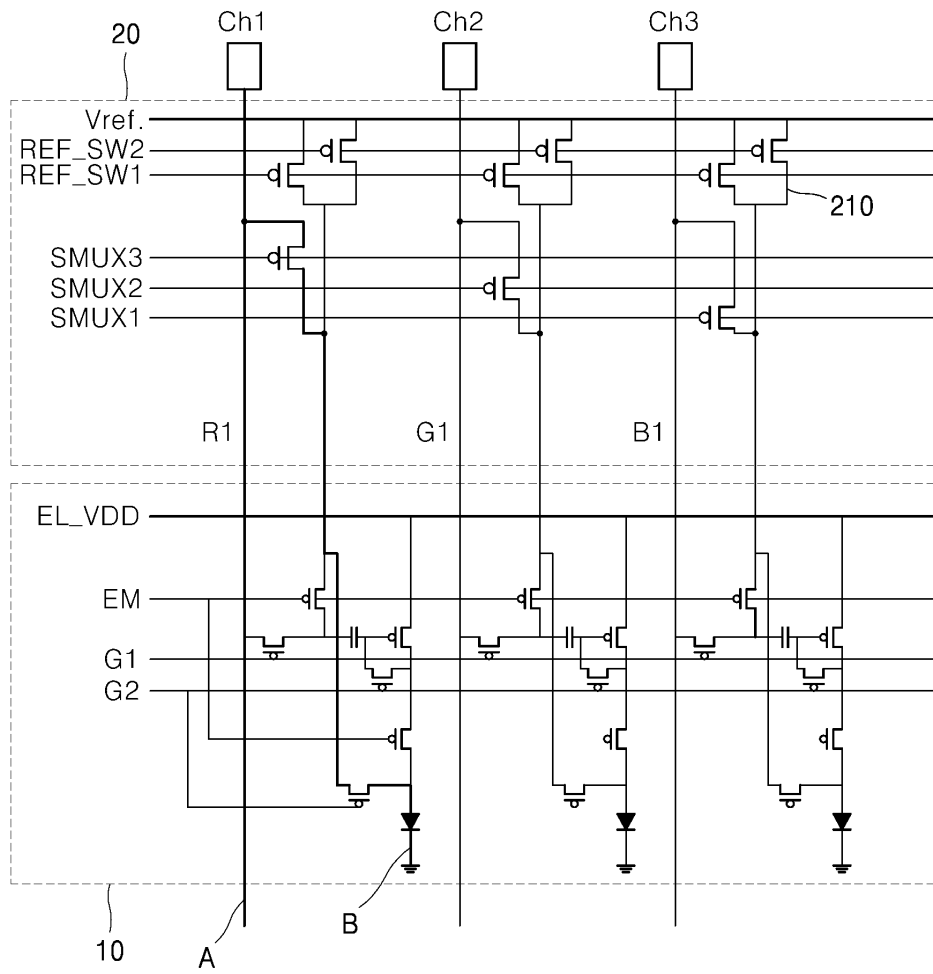 Ch1 Ch2 Ch3
20
Vref.
REF_SW2
REF_SW1
210
SMUX3
SMUX2
SMUX1
R1 G1 B1
EL_VDD
EM
G1
G2
10 A B